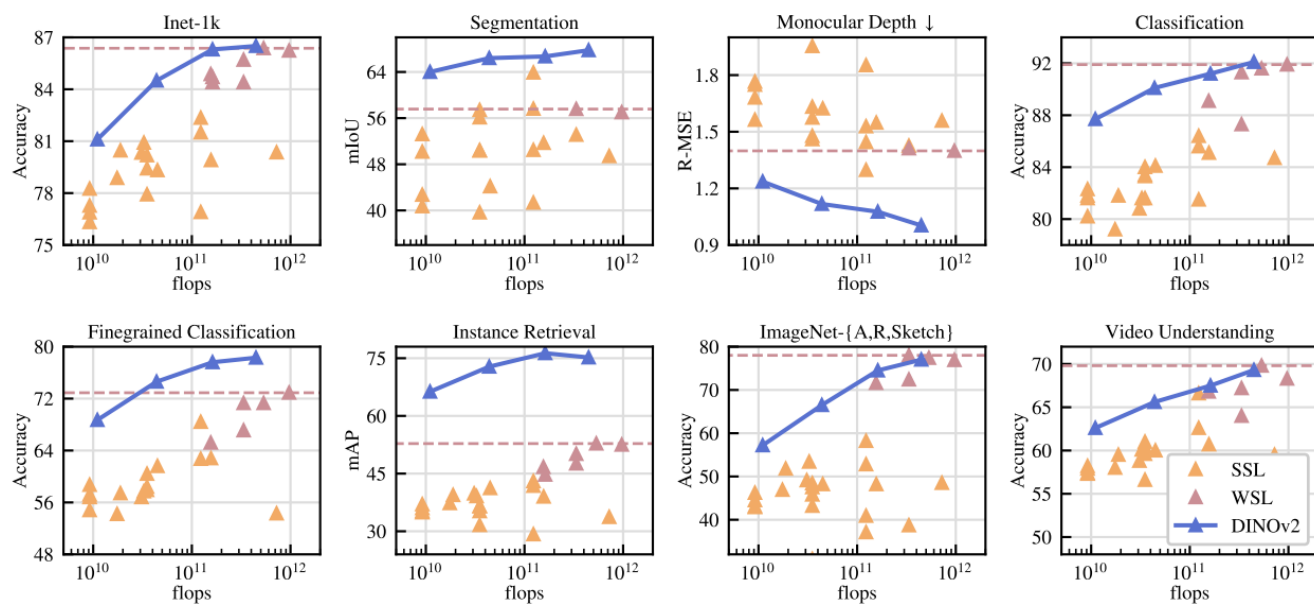 Inet-1k
87
84
81
78
75
Accuracy
10^10
10^11
10^12
flops
Segmentation
64
56
48
40
mIoU
10^10
10^11
10^12
flops
Monocular Depth ↓
1.8
1.5
1.2
0.9
R-MSE
10^10
10^11
10^12
flops
Classification
92
88
84
80
Accuracy
10^10
10^11
10^12
flops
Finegrained Classification
80
72
64
56
48
Accuracy
10^10
10^11
10^12
flops
Instance Retrieval
75
60
45
30
mAP
10^10
10^11
10^12
flops
ImageNet-{A,R,Sketch}
80
70
60
50
40
Accuracy
10^10
10^11
10^12
flops
Video Understanding
70
65
60
55
50
Accuracy
10^10
10^11
10^12
flops
SSL
WSL
DINOv2